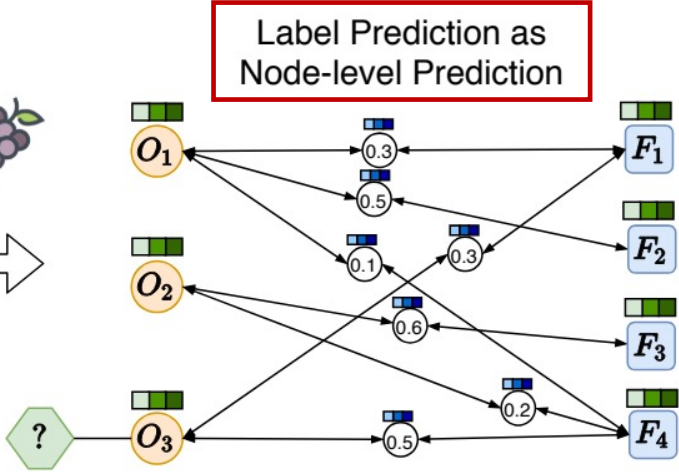 Label Prediction as
Node-level Prediction
O₁
0.3
F₁
0.5
0.1
0.3
F₂
O₂
0.6
F₃
0.2
?
O₃
0.5
F₄